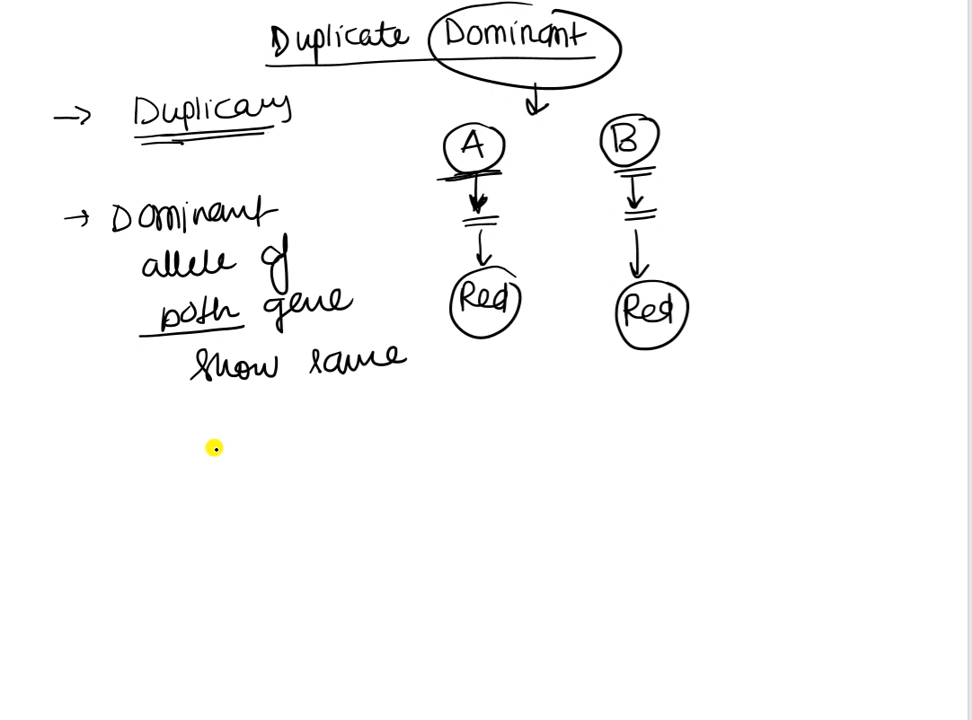 Duplicate Dominant
→ Duplicacy
A B
→ Dominant
allele of
both gene
show same
Red Red